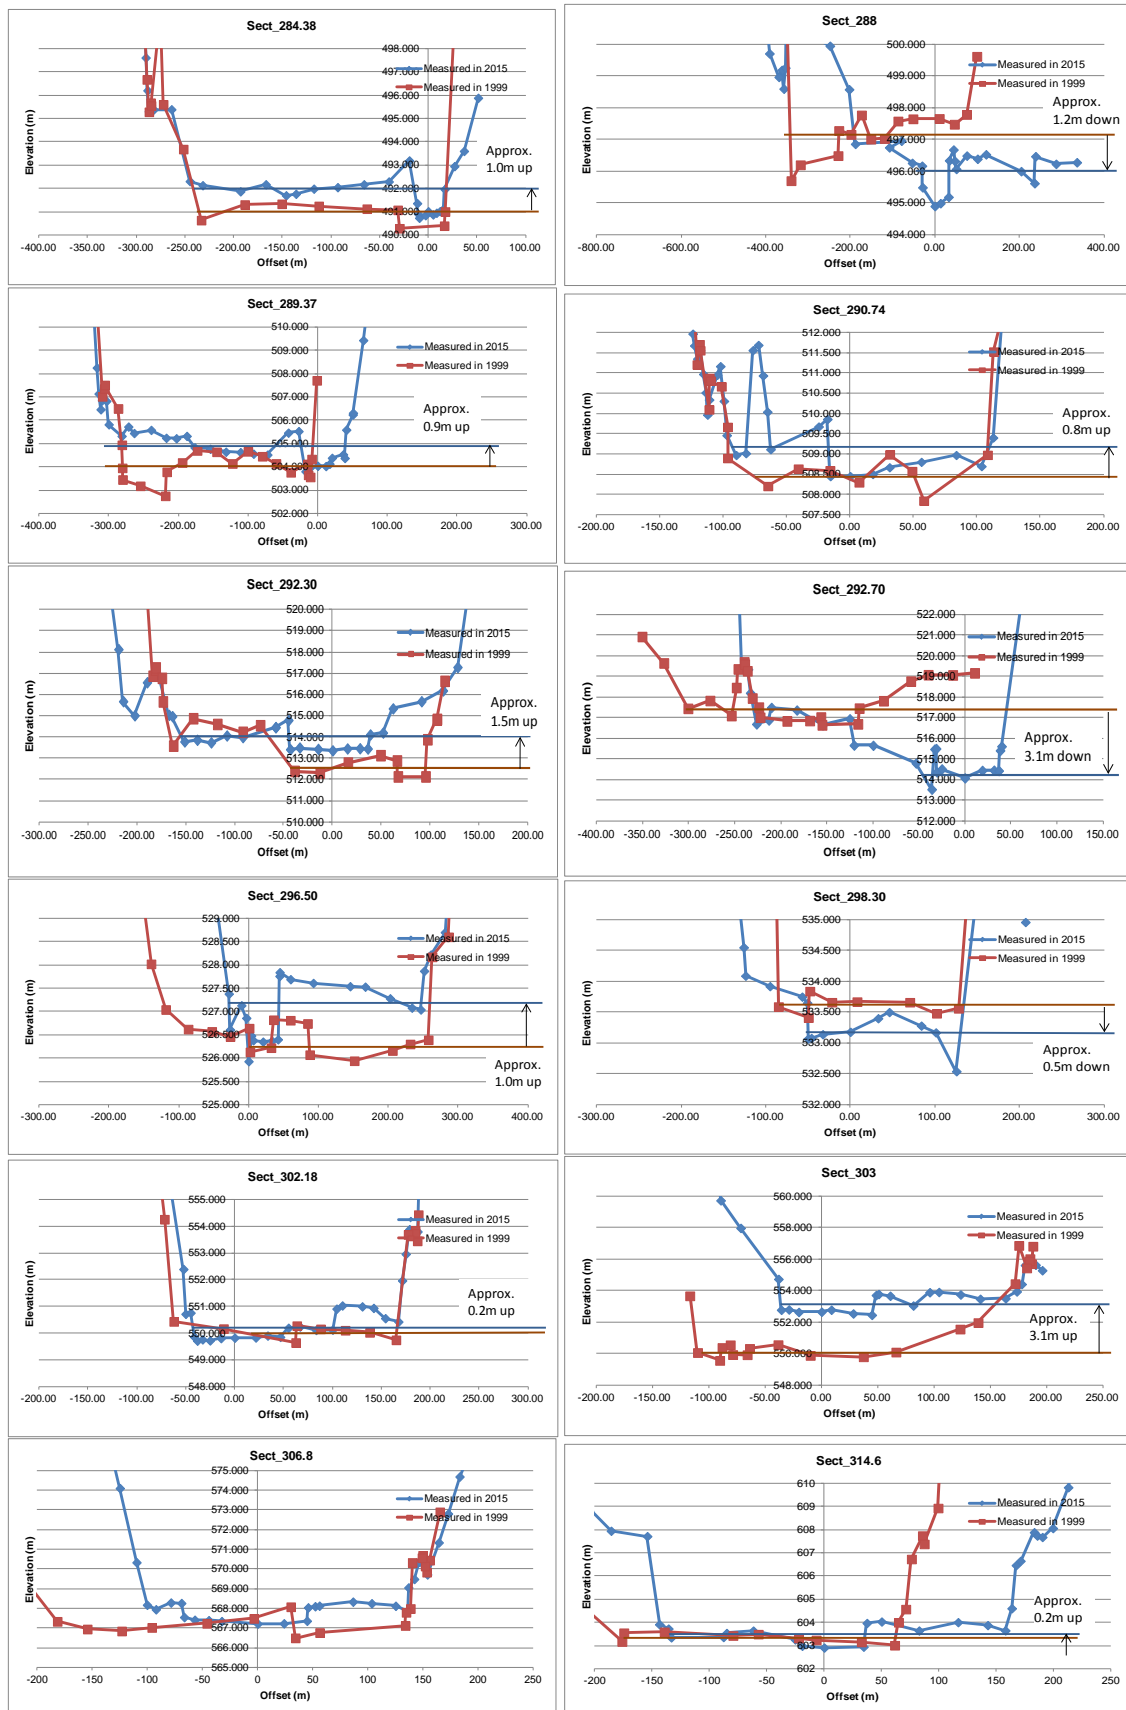 Sect_284.38
498.000
497.000
496.000
495.000
494.000
493.000
492.000
491.000
490.000
Elevation (m)
Measured in 2015
Measured in 1999
Approx.
1.0m up
-400.00 -300.00 -200.00 -100.00 0.00 100.00
Offset (m)
Sect_288
500.000
499.000
498.000
497.000
496.000
495.000
494.000
Elevation (m)
Measured in 2015
Measured in 1999
Approx.
1.2m down
-800.00 -600.00 -400.00 -200.00 0.00 200.00 400.00
Offset (m)
Sect_289.37
510.000
509.000
508.000
507.000
506.000
505.000
504.000
503.000
502.000
Elevation (m)
Measured in 2015
Measured in 1999
Approx.
0.9m up
-400.00 -300.00 -200.00 -100.00 0.00 100.00 200.00 300.00
Offset (m)
Sect_290.74
512.000
511.500
511.000
510.500
510.000
509.500
509.000
508.500
508.000
507.500
Elevation (m)
Measured in 2015
Measured in 1999
Approx.
0.8m up
-200.00 -150.00 -100.00 -50.00 0.00 50.00 100.00 150.00 200.00
Offset (m)
Sect_292.30
520.000
519.000
518.000
517.000
516.000
515.000
514.000
513.000
512.000
511.000
510.000
Elevation (m)
Measured in 2015
Measured in 1999
Approx.
1.5m up
-300.00 -250.00 -200.00 -150.00 -100.00 -50.00 0.00 50.00 100.00 150.00 200.00
Offset (m)
Sect_292.70
522.000
521.000
520.000
519.000
518.000
517.000
516.000
515.000
514.000
513.000
512.000
Elevation (m)
Measured in 2015
Measured in 1999
Approx.
3.1m down
-400.00 -350.00 -300.00 -250.00 -200.00 -150.00 -100.00 -50.00 0.00 50.00 100.00 150.00
Offset (m)
Sect_296.50
529.000
528.500
528.000
527.500
527.000
526.500
526.000
525.500
525.000
Elevation (m)
Measured in 2015
Measured in 1999
Approx.
1.0m up
-300.00 -200.00 -100.00 0.00 100.00 200.00 300.00 400.00
Offset (m)
Sect_298.30
535.000
534.500
534.000
533.500
533.000
532.500
532.000
Elevation (m)
Measured in 2015
Measured in 1999
Approx.
0.5m down
-300.00 -200.00 -100.00 0.00 100.00 200.00 300.00
Offset (m)
Sect_302.18
555.000
554.000
553.000
552.000
551.000
550.000
549.000
548.000
Elevation (m)
Measured in 2015
Measured in 1999
Approx.
0.2m up
-200.00 -150.00 -100.00 -50.00 0.00 50.00 100.00 150.00 200.00 250.00 300.00
Offset (m)
Sect_303
560.000
558.000
556.000
554.000
552.000
550.000
548.000
Elevation (m)
Measured in 2015
Measured in 1999
Approx.
3.1m up
-200.00 -150.00 -100.00 -50.00 0.00 50.00 100.00 150.00 200.00 250.00
Offset (m)
Sect_306.8
575.000
574.000
573.000
572.000
571.000
570.000
569.000
568.000
567.000
566.000
565.000
Elevation (m)
Measured in 2015
Measured in 1999
-200 -150 -100 -50 0 50 100 150 200 250
Offset (m)
Sect_314.6
610
609
608
607
606
605
604
603
602
Elevation (m)
Measured in 2015
Measured in 1999
Approx.
0.2m up
-200 -150 -100 -50 0 50 100 150 200 250
Offset (m)